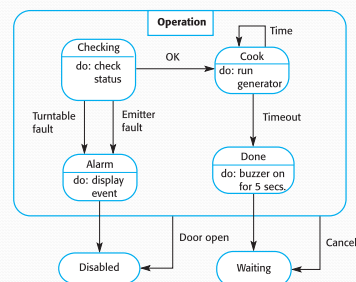 Operation
Checking
do: check
status
OK
Time
Cook
do: run
generator
Turntable
fault
Emitter
fault
Timeout
Alarm
do: display
event
Done
do: buzzer on
for 5 secs.
Door open
Cancel
Disabled
Waiting